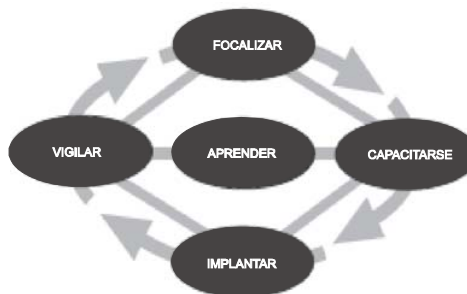 FOCALIZAR
VIGILAR
APRENDER
CAPACITARSE
IMPLANTAR